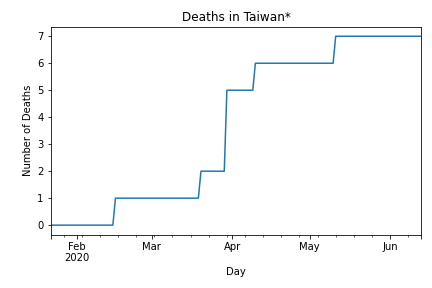 Deaths in Taiwan*
Number of Deaths
7
6
5
4
3
2
1
0
Feb
2020
Mar
Apr
May
Jun
Day